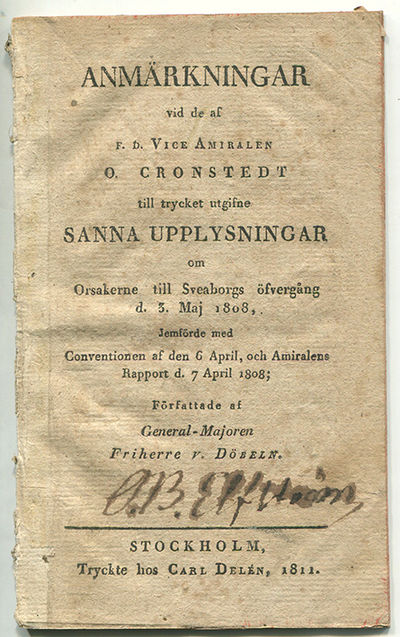 ANMÄRKNINGAR
vid de af
F. D. VICE AMIRALEN
O. CRONSTEDT
till trycket utgifne
SANNA UPPLYSNINGAR
om
Orsakerne till Sveaborgs öfvergång
d. 3. Maj 1808,
Jemförde med
Conventionen af den 6 April, och Amiralens
Rapport d. 7 April 1808;
Författade af
General-Majoren
Friherre v. DÖBELN.
A.B. Elfström
STOCKHOLM,
Tryckte hos CARL DELÉN, 1811.